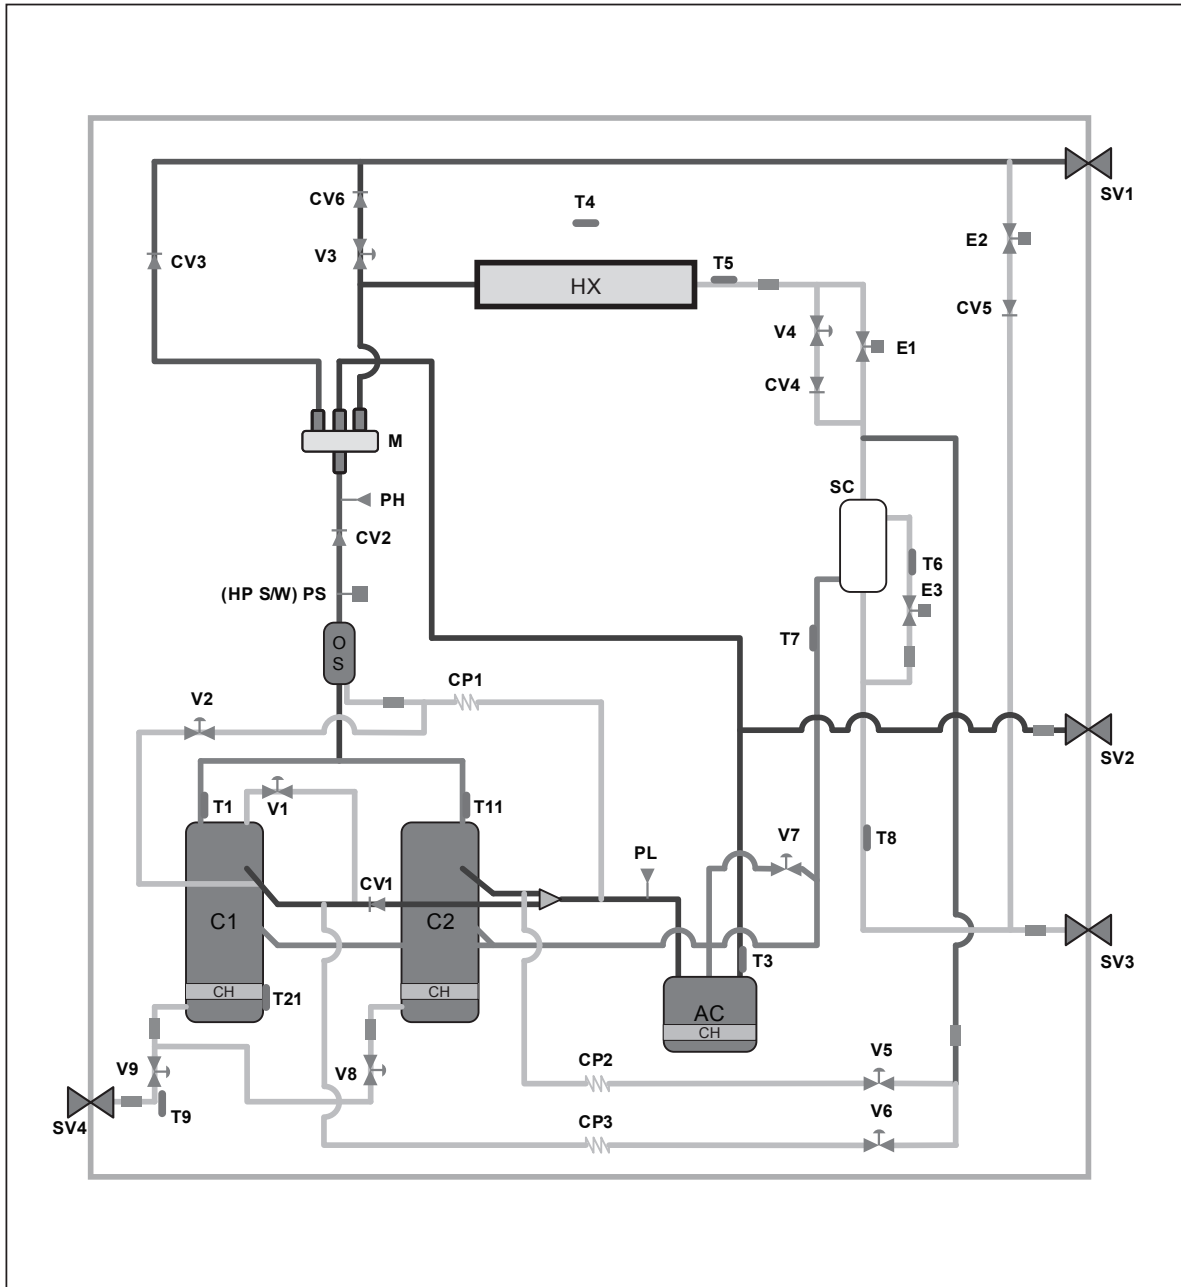 SV1
CV6
T4
V3
E2
CV3
T5
HX
CV5
V4
E1
CV4
M
SC
PH
CV2
T6
(HP S/W) PS
E3
O
S
T7
CP1
V2
SV2
T1
V1
T11
V7
T8
PL
CV1
C1
C2
T3
SV3
CH
CH
T21
AC
CH
V9
V8
CP2
V5
SV4
T9
CP3
V6